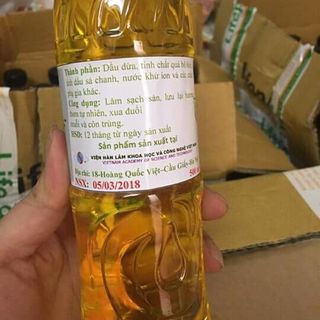 Thành phần: Dầu dừa, tinh chất quả bồ
tinh dầu sả chanh, nước khử ion và các chất
phụ gia khác.
Công dụng: Làm sạch sàn, lưu lại hương
thơm tự nhiên, xua đuổi
muỗi và côn trùng.
HSD: 12 tháng từ ngày sản xuất
Sản phẩm sản xuất tại
VIỆN HÀN LÂM KHOA HỌC VÀ CÔNG NGHỆ VIỆT NAM
VIETNAM ACADEMY OF SCIENCE AND TECHNOLOGY
Địa chỉ: 18-Hoàng Quốc Việt–Cầu Giấy-Hà Nội
NSX: 05/03/2018